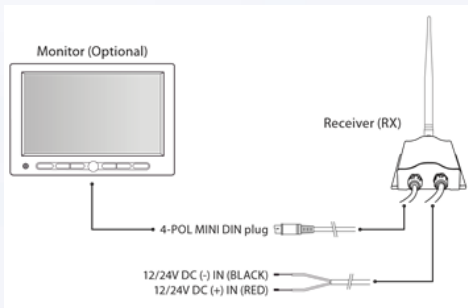 Monitor (Optional)
Receiver (RX)
4-POL MINI DIN plug
12/24V DC (-) IN (BLACK)
12/24V DC (+) IN (RED)